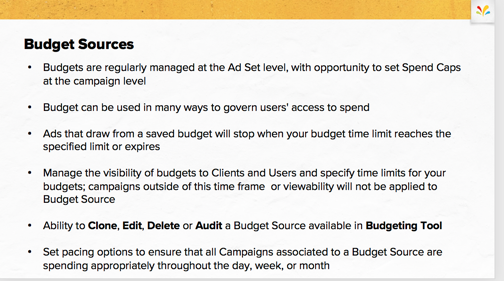 Budget Sources
• Budgets are regularly managed at the Ad Set level, with opportunity to set Spend Caps
at the campaign level
• Budget can be used in many ways to govern users' access to spend
• Ads that draw from a saved budget will stop when your budget time limit reaches the
specified limit or expires
• Manage the visibility of budgets to Clients and Users and specify time limits for your
budgets; campaigns outside of this time frame or viewability will not be applied to
Budget Source
• Ability to Clone, Edit, Delete or Audit a Budget Source available in Budgeting Tool
• Set pacing options to ensure that all Campaigns associated to a Budget Source are
spending appropriately throughout the day, week, or month